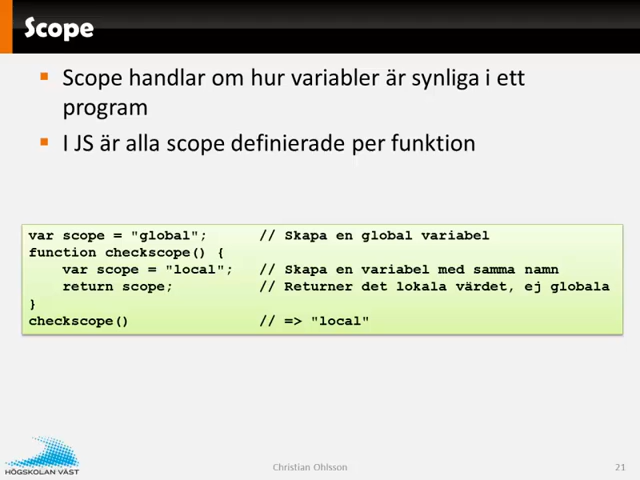 Scope
Scope handlar om hur variabler är synliga i ett
program
I JS är alla scope definierade per funktion
var scope = "global";      // Skapa en global variabel
function checkscope() {
    var scope = "local";   // Skapa en variabel med samma namn
    return scope;          // Returner det lokala värdet, ej globala
}
checkscope()               // => "local"
HÖGSKOLAN VÄST
Christian Ohlsson
21